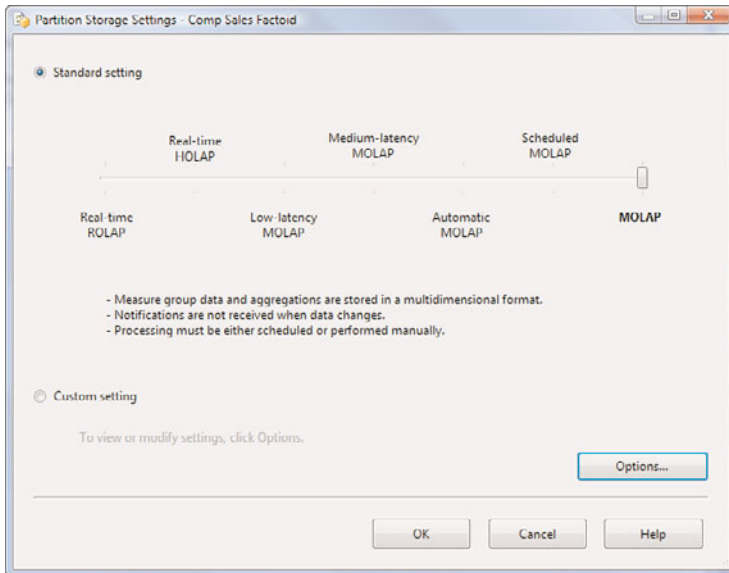 Partition Storage Settings - Comp Sales Factoid
Standard setting
Real-time
HOLAP
Medium-latency
MOLAP
Scheduled
MOLAP
Real-time
ROLAP
Low-latency
MOLAP
Automatic
MOLAP
MOLAP
- Measure group data and aggregations are stored in a multidimensional format.
- Notifications are not received when data changes.
- Processing must be either scheduled or performed manually.
Custom setting
To view or modify settings, click Options.
Options...
OK
Cancel
Help